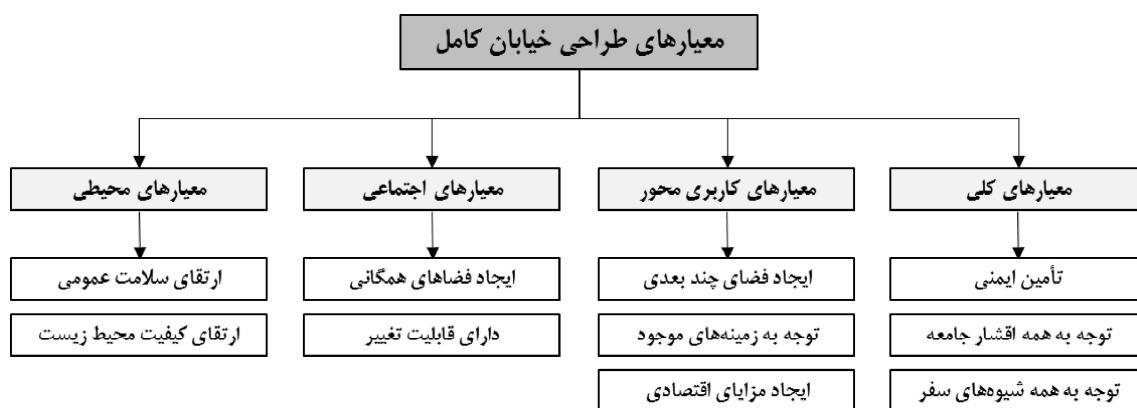 معیارهای طراحی خیابان کامل
معیارهای کلی
معیارهای کاربری محور
معیارهای اجتماعی
معیارهای محیطی
تأمین ایمنی
ایجاد فضای چند بعدی
ایجاد فضاهای همگانی
ارتقای سلامت عمومی
توجه به همه اقشار جامعه
توجه به زمینه‌های موجود
دارای قابلیت تغییر
ارتقای کیفیت محیط زیست
توجه به همه شیوه‌های سفر
ایجاد مزایای اقتصادی